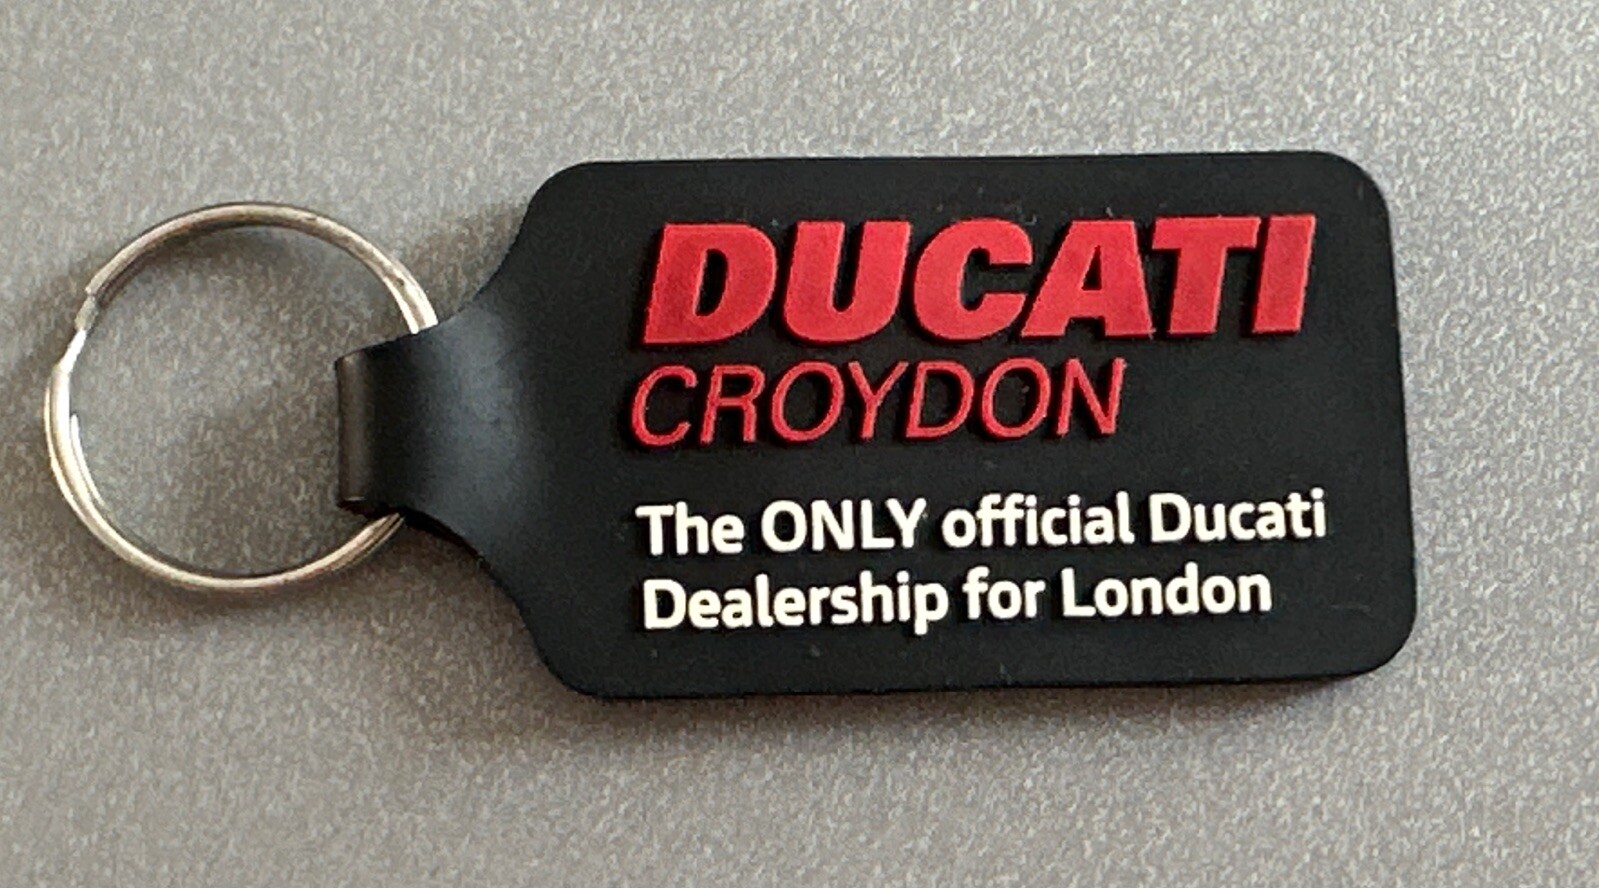 DUCATI
CROYDON
The ONLY official Ducati
Dealership for London